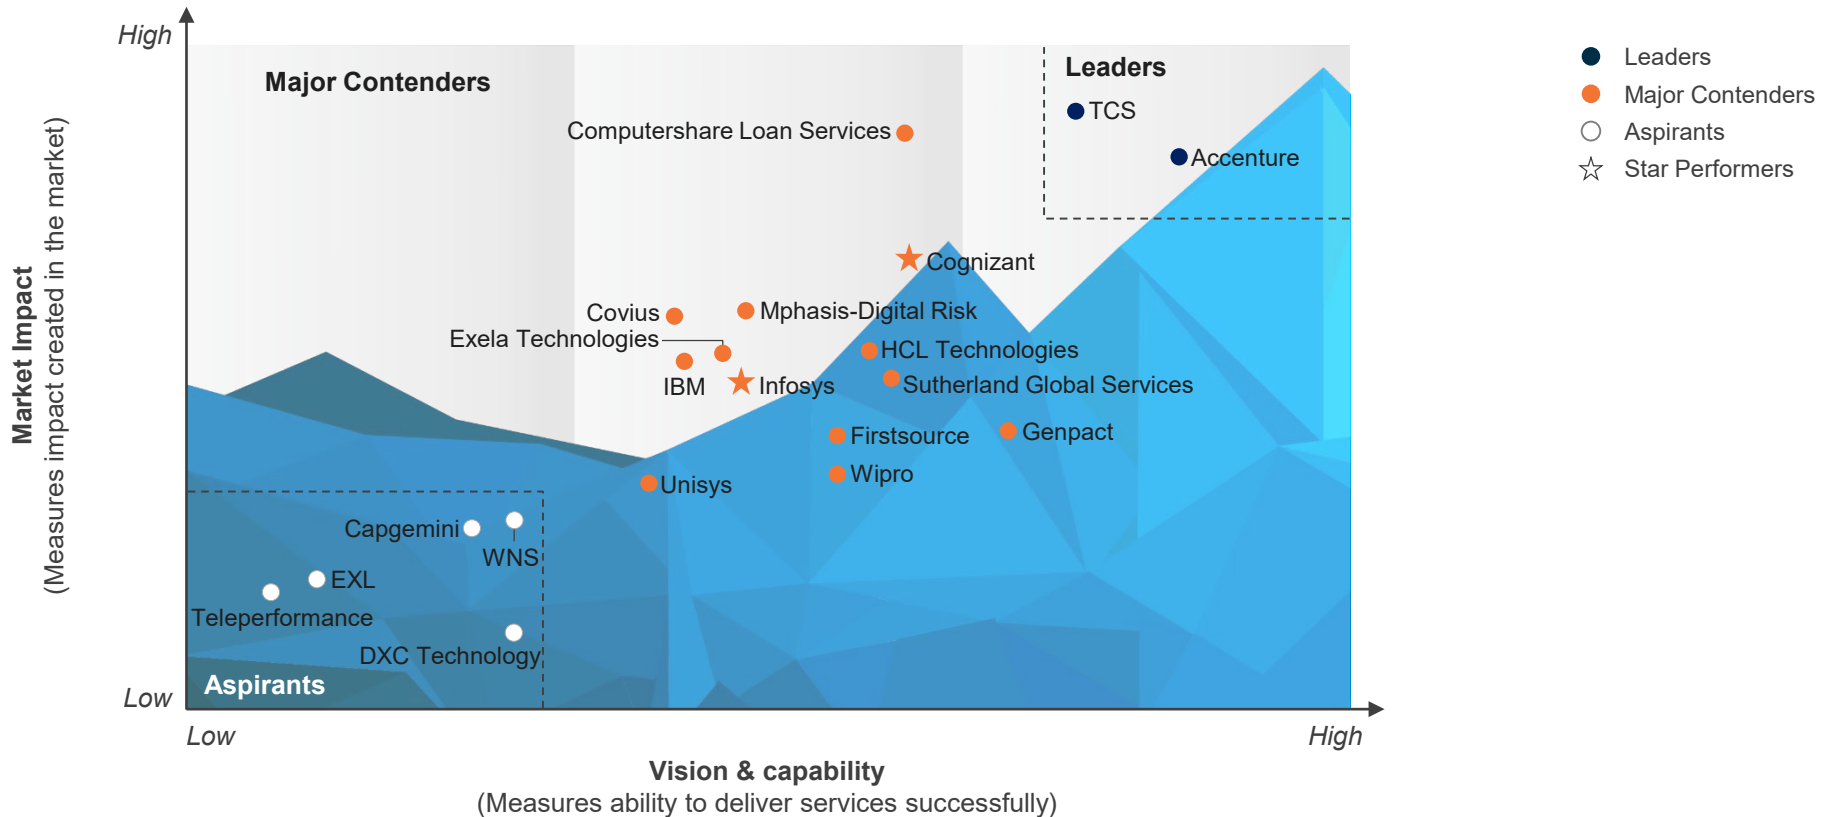 High
Major Contenders
Leaders
TCS
Computershare Loan Services
Accenture
Cognizant
Covius
Mphasis-Digital Risk
Exela Technologies
HCL Technologies
IBM
Infosys
Sutherland Global Services
Firstsource
Genpact
Wipro
Unisys
Capgemini
WNS
EXL
Teleperformance
DXC Technology
Aspirants
Low
Low
High
Market Impact
(Measures impact created in the market)
Vision & capability
(Measures ability to deliver services successfully)
Leaders
Major Contenders
Aspirants
Star Performers